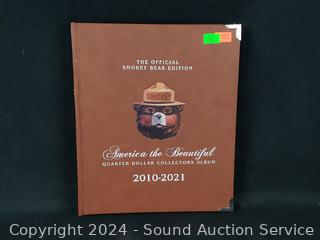 THE OFFICIAL
SMOKEY BEAR EDITION
SMOKEY
America the Beautiful
QUARTER DOLLAR COLLECTORS ALBUM
2010-2021
Copyright © 2024 - Sound Auction Service